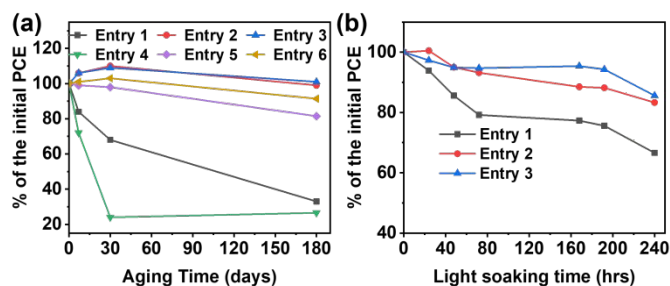 (a)
Entry 1 Entry 2 Entry 3
Entry 4 Entry 5 Entry 6
% of the initial PCE
120
100
80
60
40
20
0 30 60 90 120 150 180
Aging Time (days)
(b)
% of the initial PCE
100
80
60
40
Entry 1
Entry 2
Entry 3
0 40 80 120 160 200 240
Light soaking time (hrs)